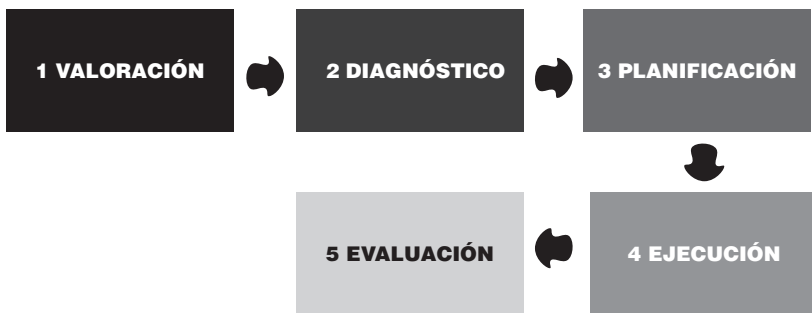 1 VALORACIÓN
2 DIAGNÓSTICO
3 PLANIFICACIÓN
4 EJECUCIÓN
5 EVALUACIÓN